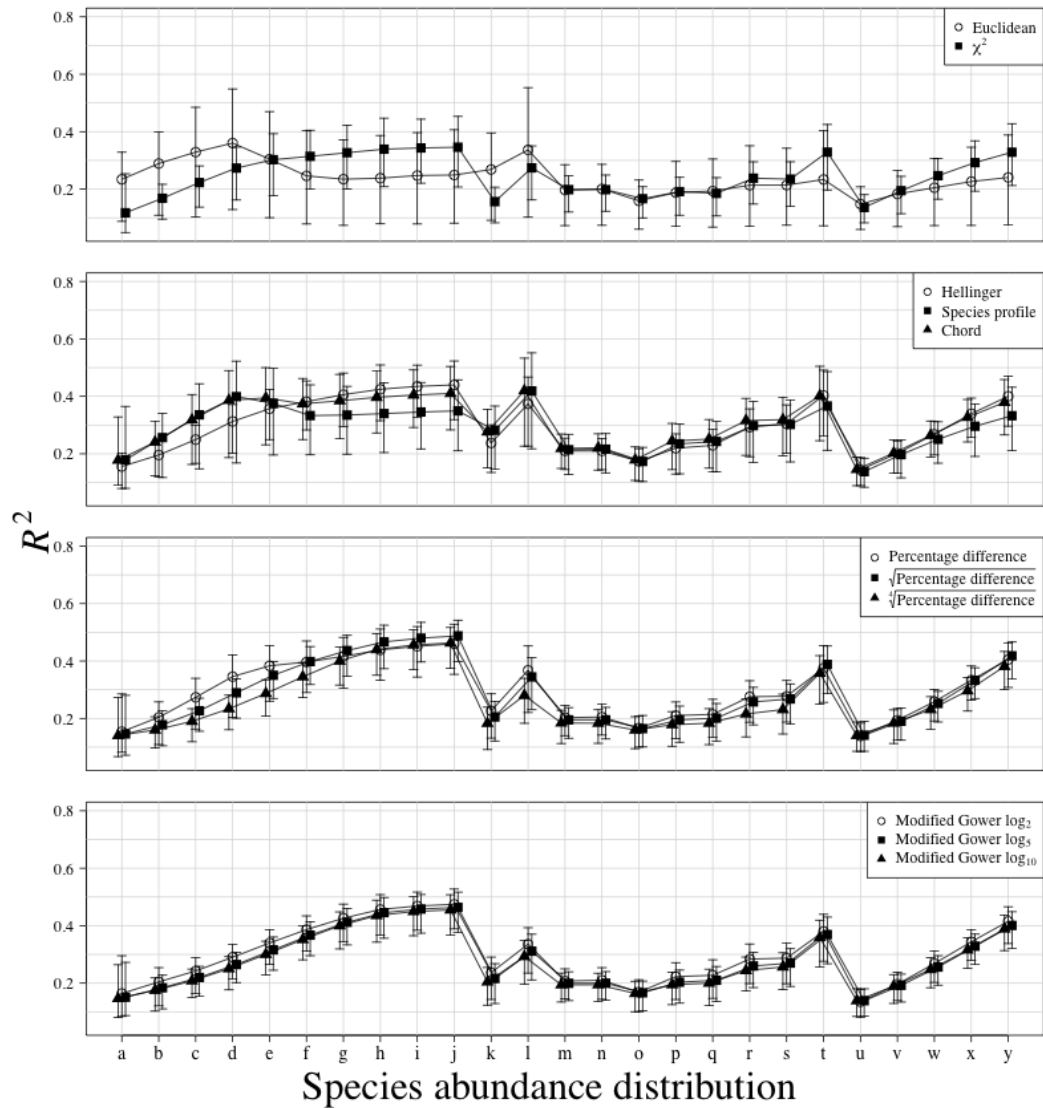 0.8
0.6
0.4
0.2
Euclidean
χ²
0.8
0.6
0.4
0.2
Hellinger
Species profile
Chord
0.8
0.6
0.4
0.2
Percentage difference
√Percentage difference
∜Percentage difference
0.8
0.6
0.4
0.2
Modified Gower log₂
Modified Gower log₅
Modified Gower log₁₀
R²
a b c d e f g h i j k l m n o p q r s t u v w x y
Species abundance distribution